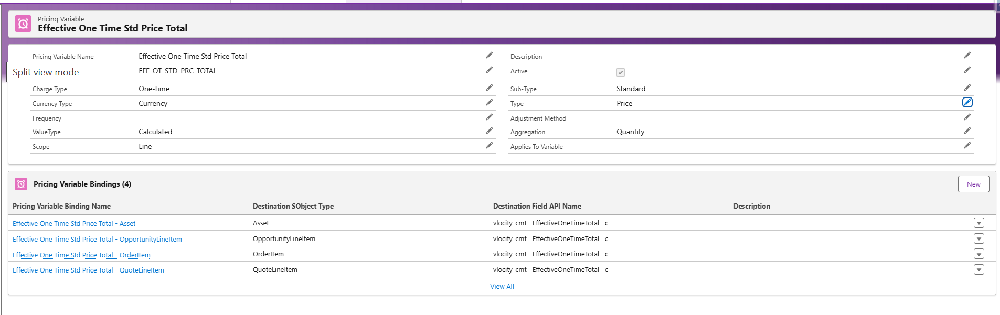 Pricing Variable
Effective One Time Std Price Total
Pricing Variable Name Effective One Time Std Price Total Description
Split view mode EFF_OT_STD_PRC_TOTAL Active
Charge Type One-time Sub-Type Standard
Currency Type Currency Type Price
Frequency Adjustment Method
ValueType Calculated Aggregation Quantity
Scope Line Applies To Variable
Pricing Variable Bindings (4) New
Pricing Variable Binding Name Destination SObject Type Destination Field API Name Description
Effective One Time Std Price Total - Asset Asset vlocity_cmt__EffectiveOneTimeTotal__c
Effective One Time Std Price Total - OpportunityLineItem OpportunityLineItem vlocity_cmt__EffectiveOneTimeTotal__c
Effective One Time Std Price Total - OrderItem OrderItem vlocity_cmt__EffectiveOneTimeTotal__c
Effective One Time Std Price Total - QuoteLineItem QuoteLineItem vlocity_cmt__EffectiveOneTimeTotal__c
View All